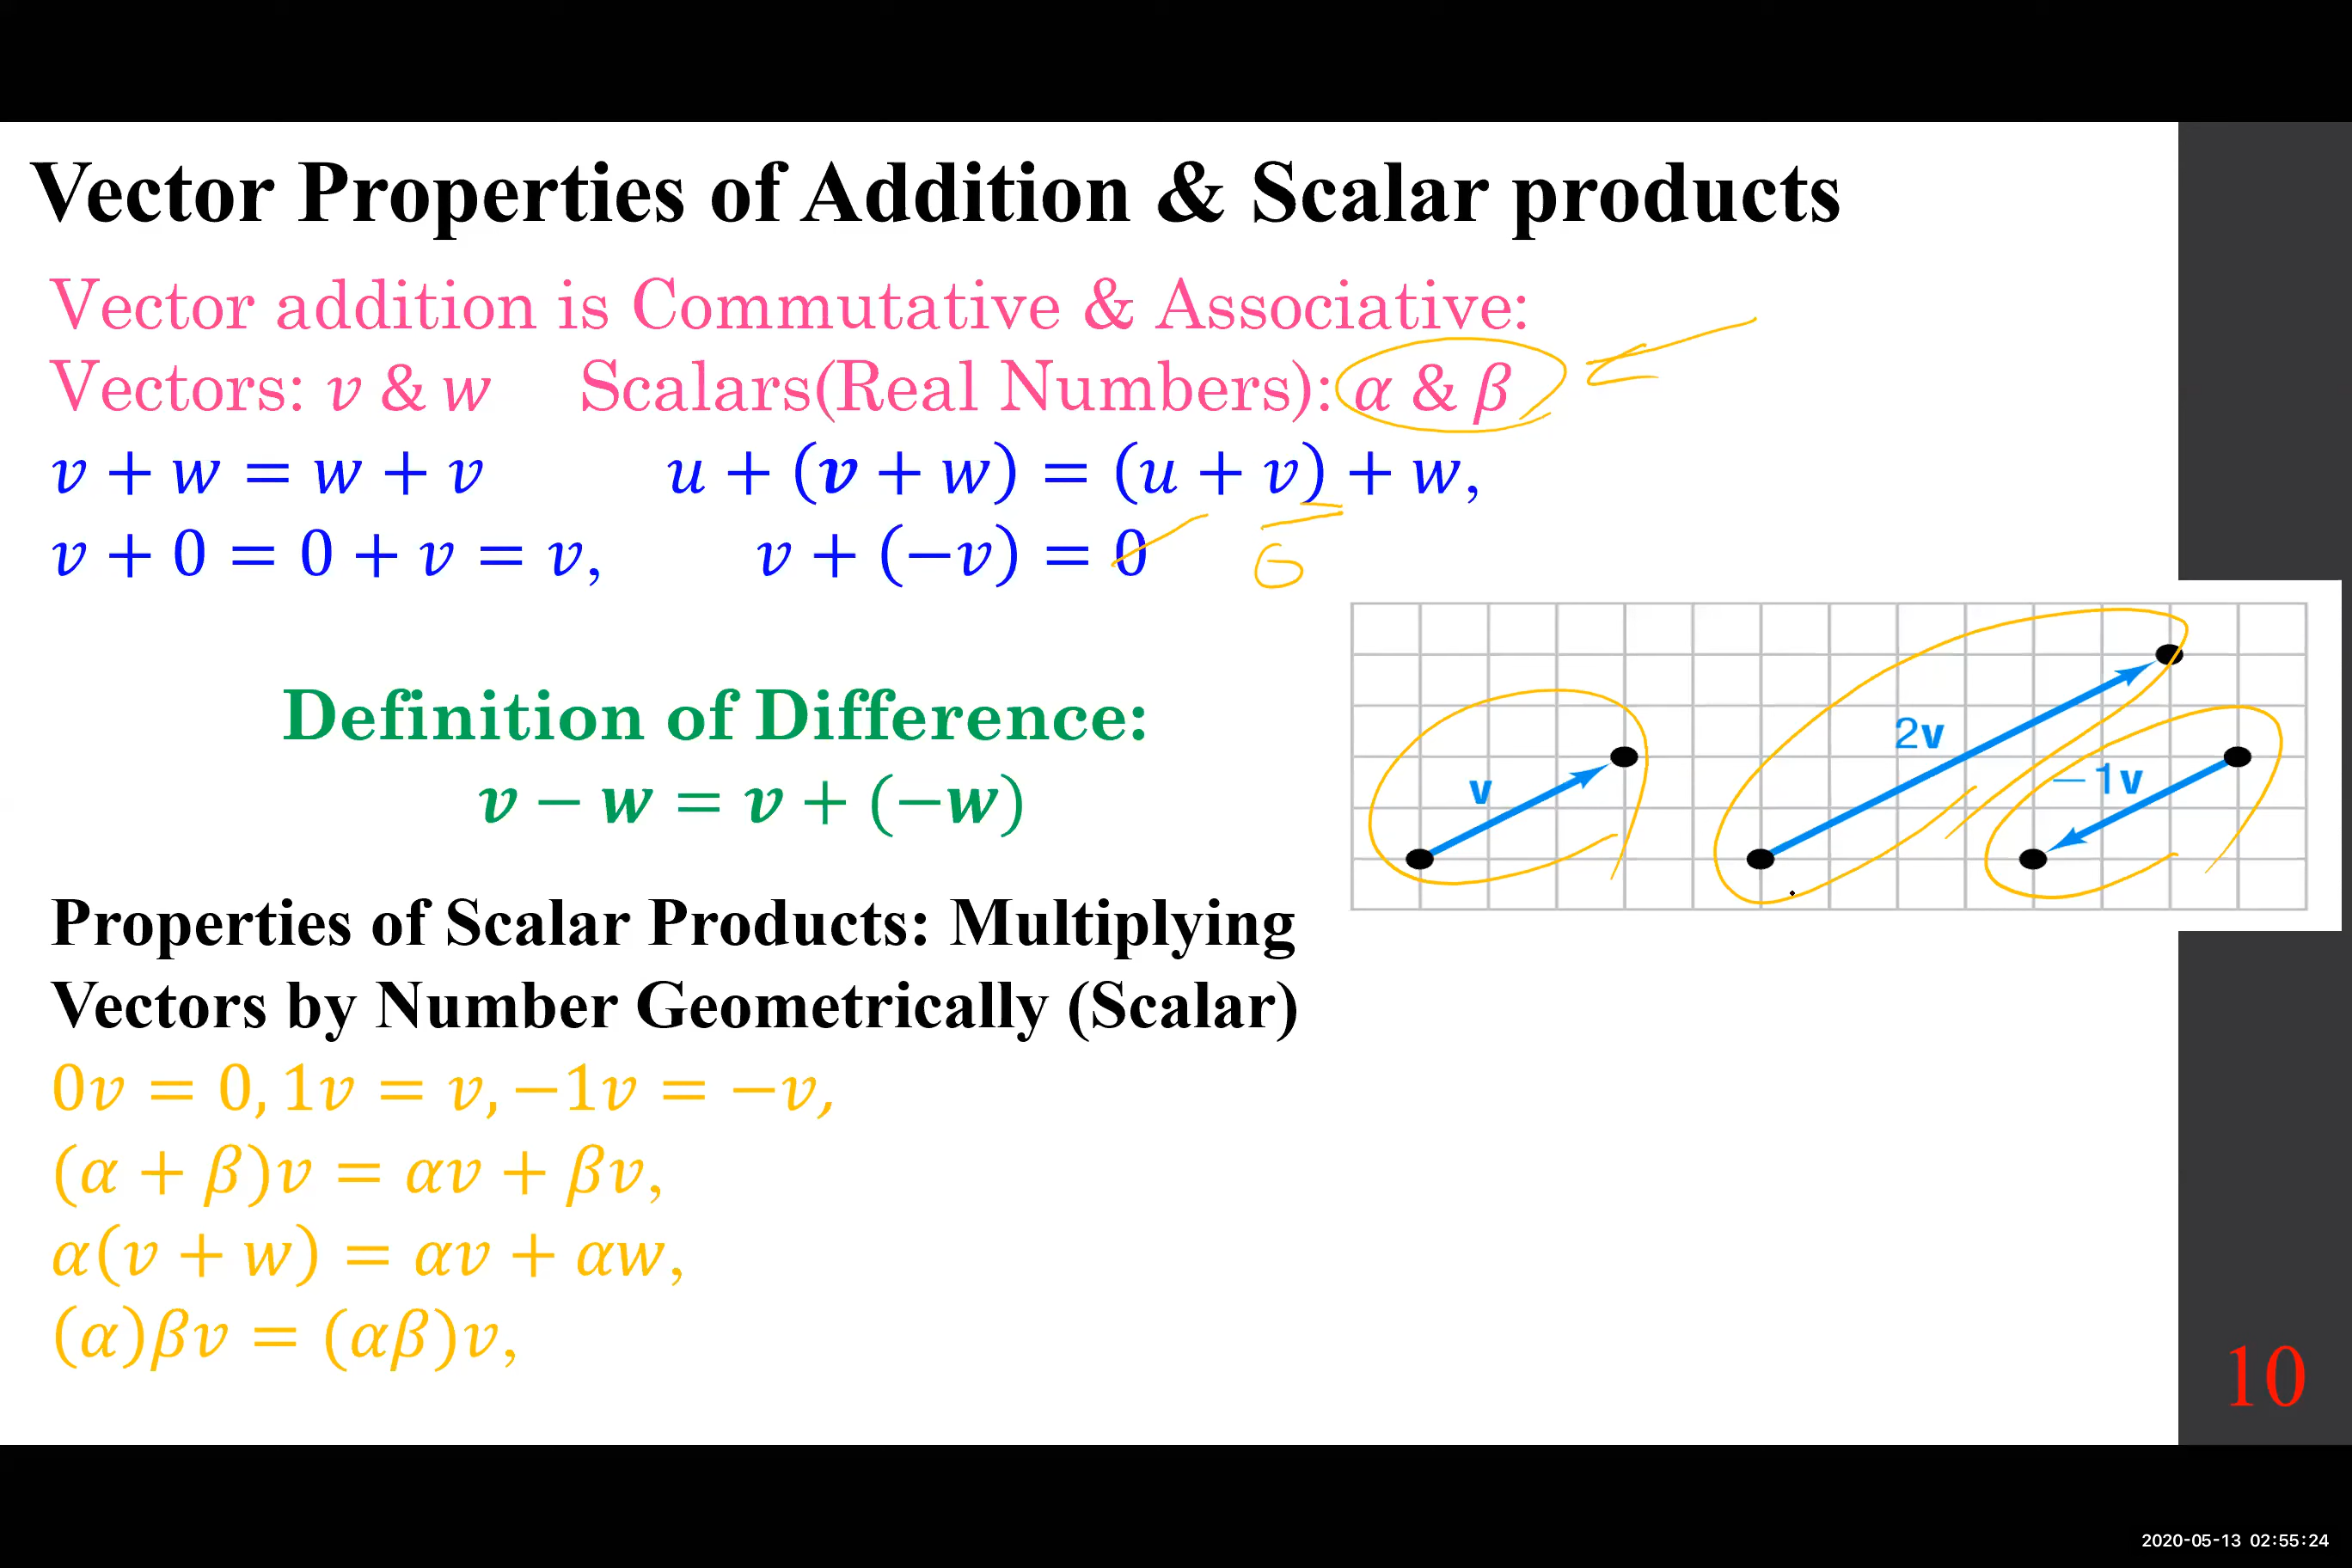 Vector Properties of Addition & Scalar products
Vector addition is Commutative & Associative:
Vectors: v & w Scalars(Real Numbers): α & β
v + w = w + v u + (v + w) = (u + v) + w,
v + 0 = 0 + v = v, v + (−v) = 0
Definition of Difference:
v − w = v + (−w)
v
2v
−1v
Properties of Scalar Products: Multiplying
Vectors by Number Geometrically (Scalar)
0v = 0, 1v = v, −1v = −v,
(α + β)v = αv + βv,
α(v + w) = αv + αw,
(α)βv = (αβ)v,
10
2020-05-13 02:55:24